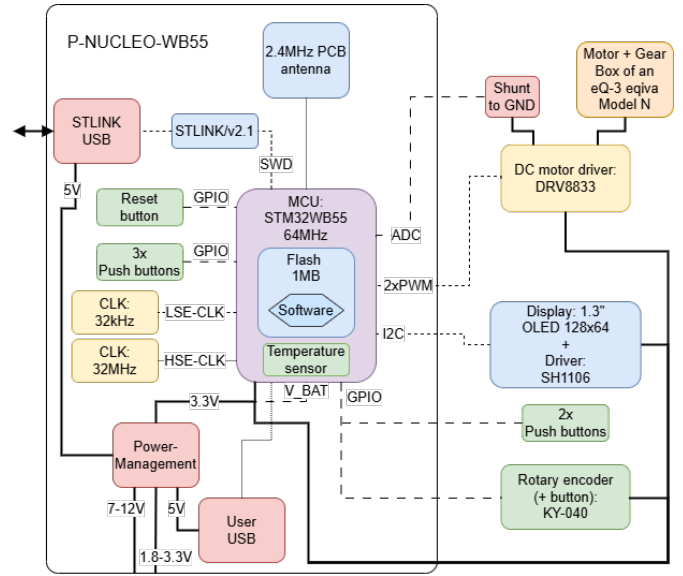 P-NUCLEO-WB55
2.4MHz PCB
antenna
Shunt
to GND
Motor + Gear
Box of an
eQ-3 eqiva
Model N
STLINK
USB
STLINK/v2.1
SWD
5V
DC motor driver:
DRV8833
Reset
button
GPIO
MCU:
STM32WB55
64MHz
ADC
3x
Push buttons
GPIO
Flash
1MB
2xPWM
CLK:
32kHz
LSE-CLK
Software
Display: 1.3"
OLED 128x64
+
Driver:
SH1106
I2C
CLK:
32MHz
HSE-CLK
Temperature
sensor
V_BAT
GPIO
3.3V
2x
Push buttons
Power-
Management
Rotary encoder
(+ button):
KY-040
7-12V
5V
User
USB
1.8-3.3V